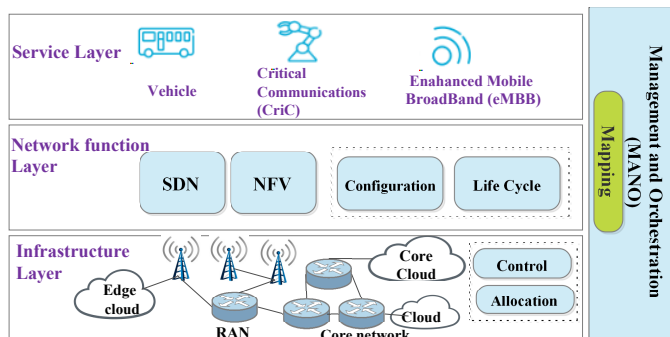 Service Layer
Vehicle
Critical
Communications
(CriC)
Enahanced Mobile
BroadBand (eMBB)
Network function
Layer
SDN
NFV
Configuration
Life Cycle
Infrastructure
Layer
Edge
cloud
RAN
Core network
Core
Cloud
Cloud
Control
Allocation
Mapping
Management and Orchestration
(MANO)